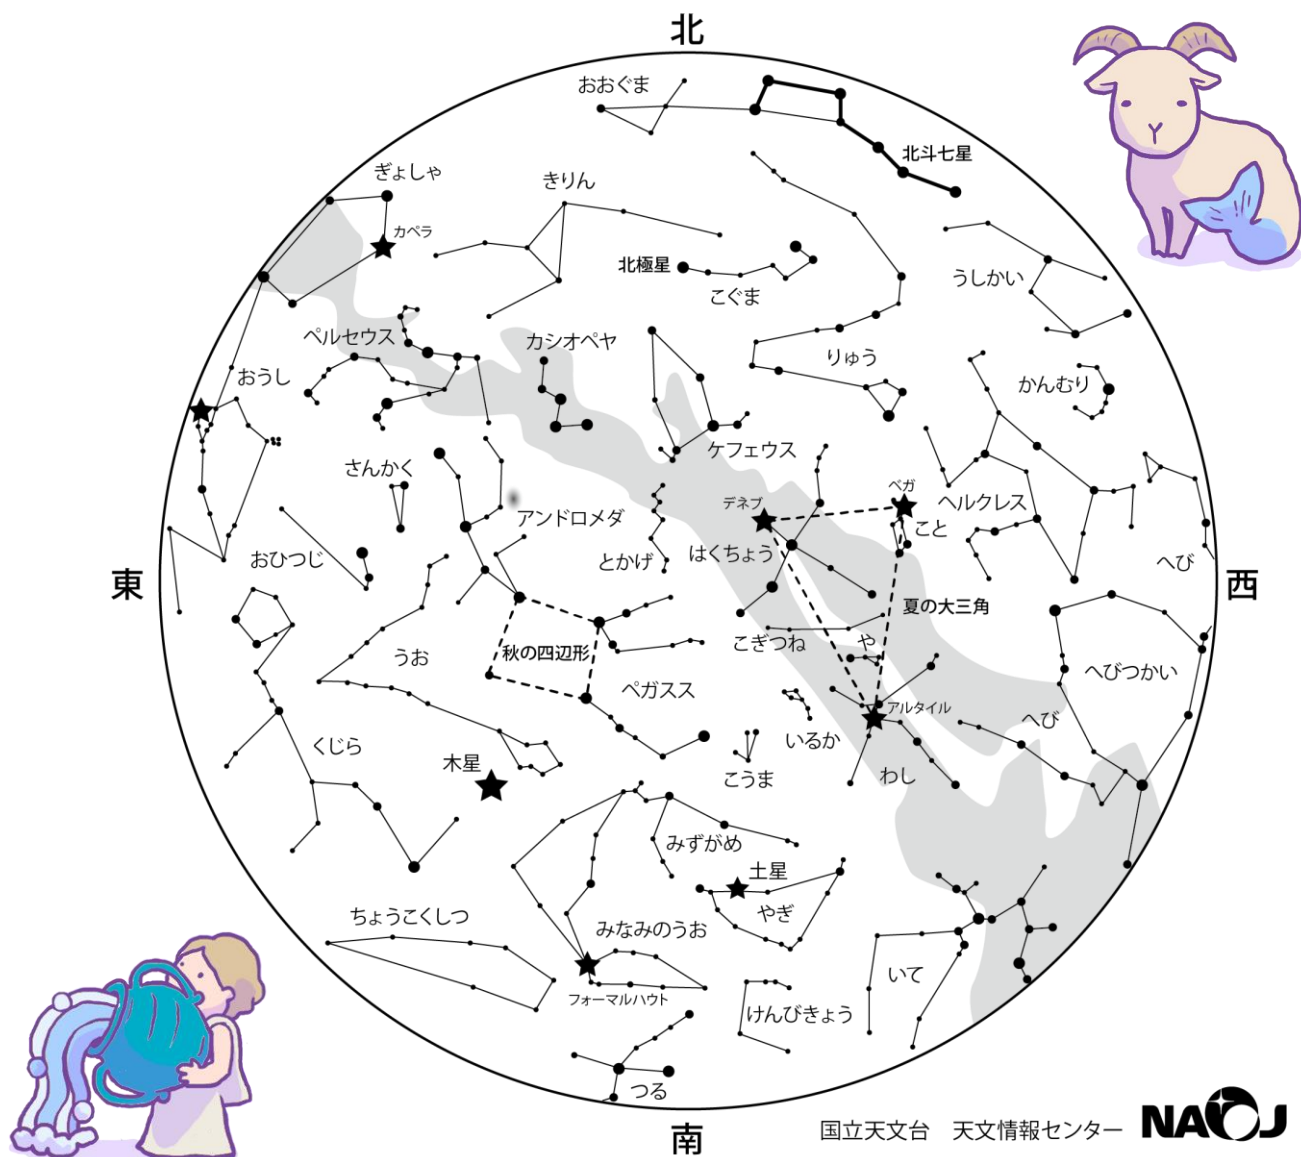 北
おおぐま
北斗七星
ぎょしゃ
きりん
カペラ
北極星
こぐま
うしかい
ペルセウス
カシオペヤ
りゅう
おうし
かんむり
ケフェウス
さんかく
ベガ
デネブ
ヘルクレス
アンドロメダ
こと
おひつじ
とかげ
はくちょう
へび
東
西
夏の大三角
こぎつね
や
秋の四辺形
うお
ペガスス
へびつかい
アルタイル
へび
くじら
いるか
木星
こうま
わし
みずがめ
土星
やぎ
ちょうこくしつ
みなみのうお
いて
フォーマルハウト
けんびきょう
つる
南
国立天文台 天文情報センター
NAOJ